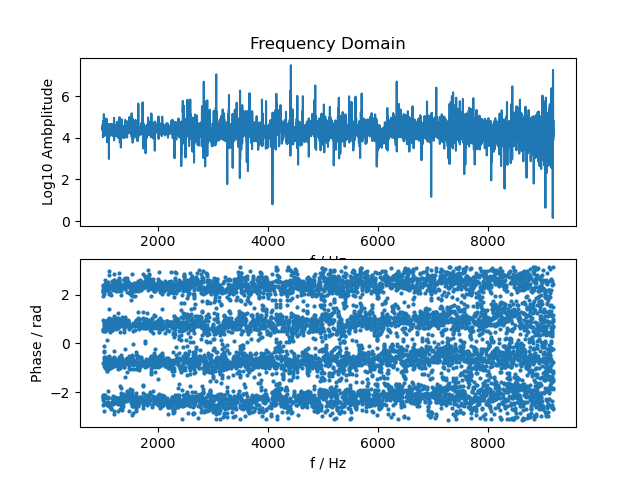 Frequency Domain
Log10 Ambplitude
6
4
2
0
2000 4000 6000 8000
f / Hz
Phase / rad
2
0
−2
2000 4000 6000 8000
f / Hz